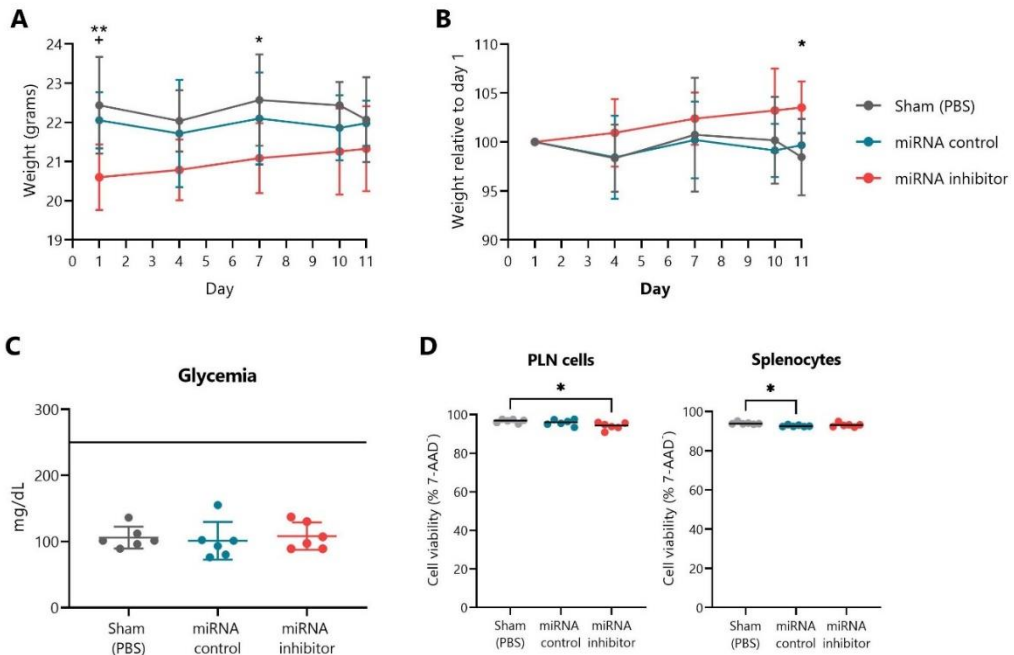 A
**
+
*
24
23
22
21
20
19
Weight (grams)
0 1 2 3 4 5 6 7 8 9 10 11
Day
B
*
110
105
100
95
90
Weight relative to day 1
0 1 2 3 4 5 6 7 8 9 10 11
Day
Sham (PBS)
miRNA control
miRNA inhibitor
C
Glycemia
300
200
100
0
mg/dL
Sham
(PBS)
miRNA
control
miRNA
inhibitor
D
PLN cells
*
100
80
60
40
20
0
Cell viability (% 7-AAD⁻)
Sham
(PBS)
miRNA
control
miRNA
inhibitor
Splenocytes
*
100
80
60
40
20
0
Cell viability (% 7-AAD⁻)
Sham
(PBS)
miRNA
control
miRNA
inhibitor